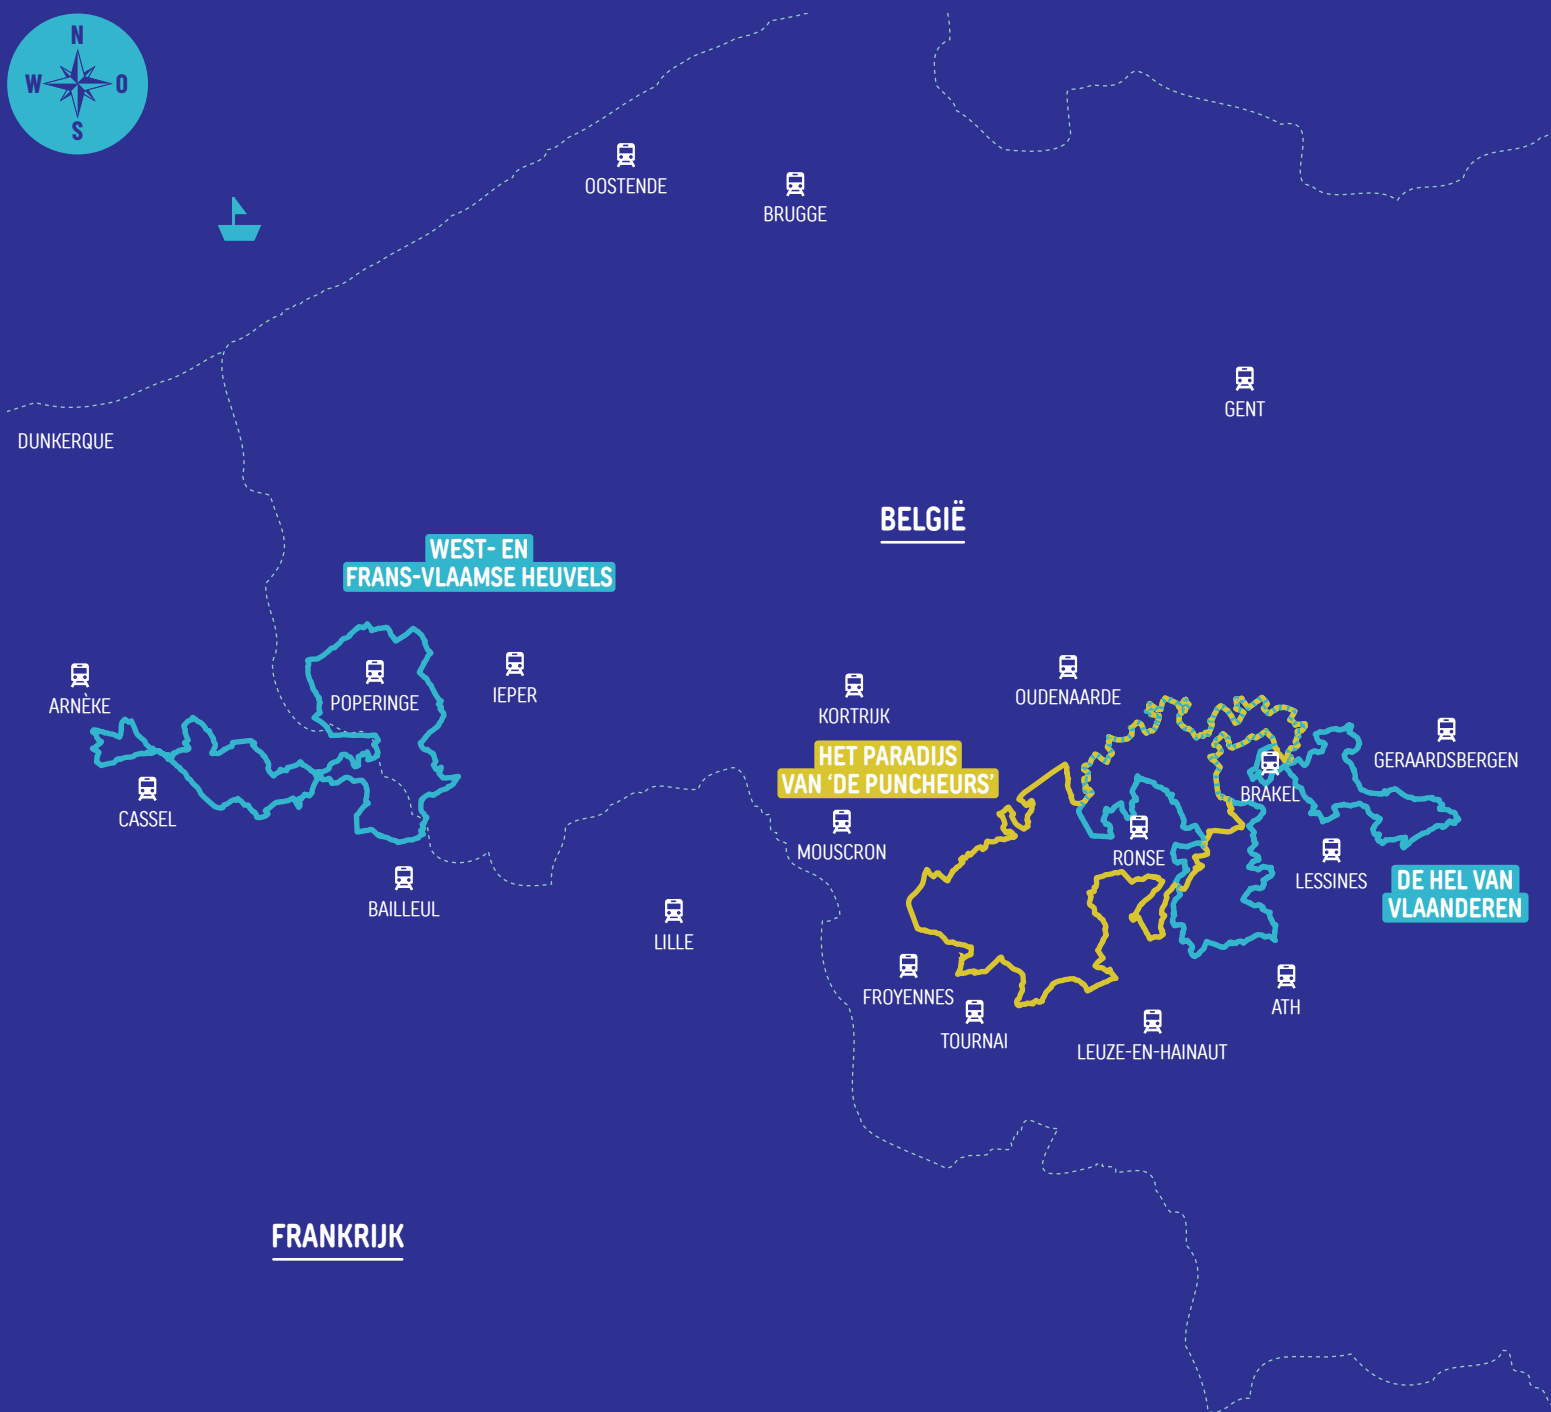 N
W O
S
OOSTENDE
BRUGGE
GENT
DUNKERQUE
BELGIË
WEST- EN
FRANS-VLAAMSE HEUVELS
ARNÈKE
POPERINGE
IEPER
KORTRIJK
OUDENAARDE
HET PARADIJS
VAN ‘DE PUNCHEURS’
GERAARDSBERGEN
BRAKEL
CASSEL
MOUSCRON
RONSE
LESSINES
DE HEL VAN
VLAANDEREN
BAILLEUL
LILLE
FROYENNES
ATH
TOURNAI
LEUZE-EN-HAINAUT
FRANKRIJK